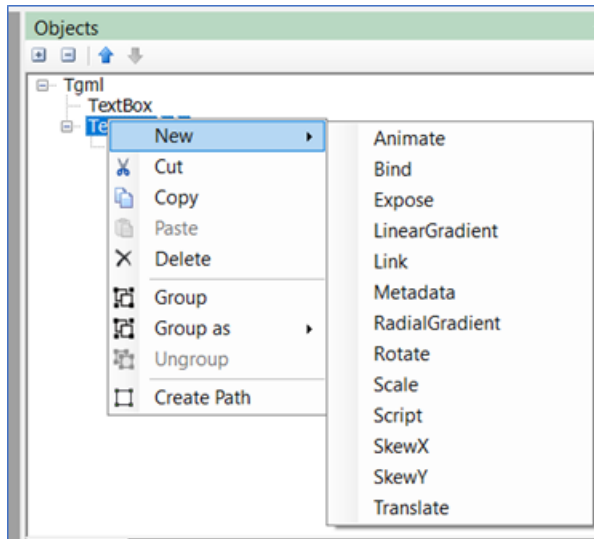 Objects
Tgml
TextBox
Te
New
Cut
Copy
Paste
Delete
Group
Group as
Ungroup
Create Path
Animate
Bind
Expose
LinearGradient
Link
Metadata
RadialGradient
Rotate
Scale
Script
SkewX
SkewY
Translate